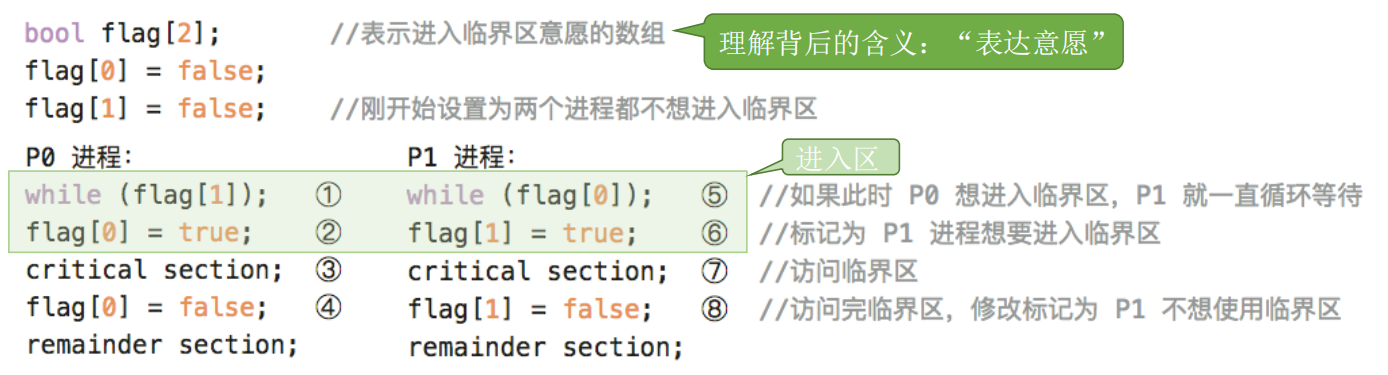 bool flag[2]; //表示进入临界区意愿的数组
理解背后的含义：“表达意愿”
flag[0] = false;
flag[1] = false; //刚开始设置为两个进程都不想进入临界区
P0 进程： P1 进程：
进入区
while (flag[1]); ① while (flag[0]); ⑤ //如果此时 P0 想进入临界区，P1 就一直循环等待
flag[0] = true; ② flag[1] = true; ⑥ //标记为 P1 进程想要进入临界区
critical section; ③ critical section; ⑦ //访问临界区
flag[0] = false; ④ flag[1] = false; ⑧ //访问完临界区，修改标记为 P1 不想使用临界区
remainder section; remainder section;